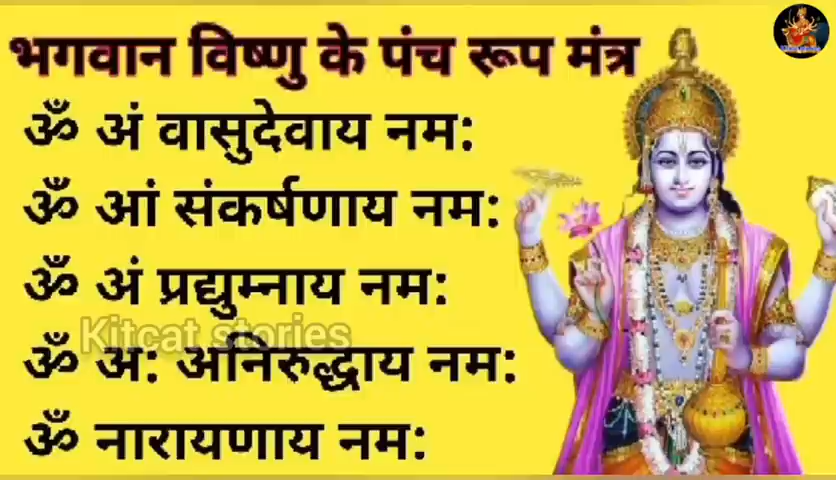 भगवान विष्णु के पंच रूप मंत्र
ॐ अं वासुदेवाय नम:
ॐ आं संकर्षणाय नम:
ॐ अं प्रद्युम्नाय नम:
Kitcat stories
ॐ अ: अनिरुद्धाय नम:
ॐ नारायणाय नम: